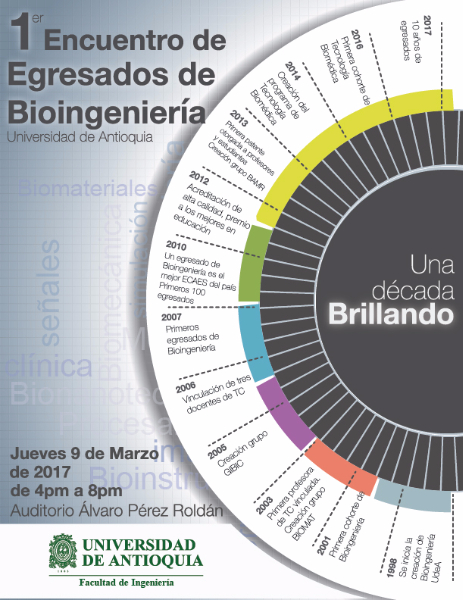 1er Encuentro de
Egresados de
Bioingeniería
Universidad de Antioquia
2017
10 años de
egresados
2016
Primera cohorte de
Tecnología
Biomédica
2014
Creación del
programa de
Tecnología
Biomédica
2013
Primera patente
otorgada a profesores
y estudiantes
Creación grupo BAMR
2012
Acreditación de
alta calidad, premio
a los mejores en
educación
2010
Un egresado de
Bioingeniería es el
mejor ECAES del país
Primeros 100
egresados
2007
Primeros
egresados de
Bioingeniería
2006
Vinculación de tres
docentes de TC
2005
Creación grupo
GIBIC
2003
Primera profesora
de TC vinculada.
Creación grupo
BIOMAT
2001
Primera cohorte de
Bioingeniería
1998
Se inicia la
creación de
Bioingeniería
UdeA
Una
década
Brillando
Biomateriales
señales
clínica
Bioinstr
Jueves 9 de Marzo
de 2017
de 4pm a 8pm
Auditorio Álvaro Pérez Roldán
UNIVERSIDAD
DE ANTIOQUIA
1803
Facultad de Ingeniería